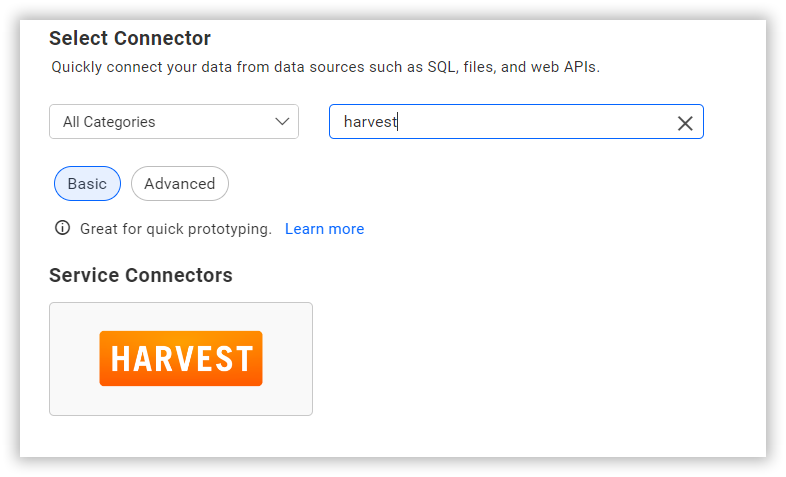 Select Connector
Quickly connect your data from data sources such as SQL, files, and web APIs.
All Categories
harvest
Basic
Advanced
Great for quick prototyping. Learn more
Service Connectors
HARVEST